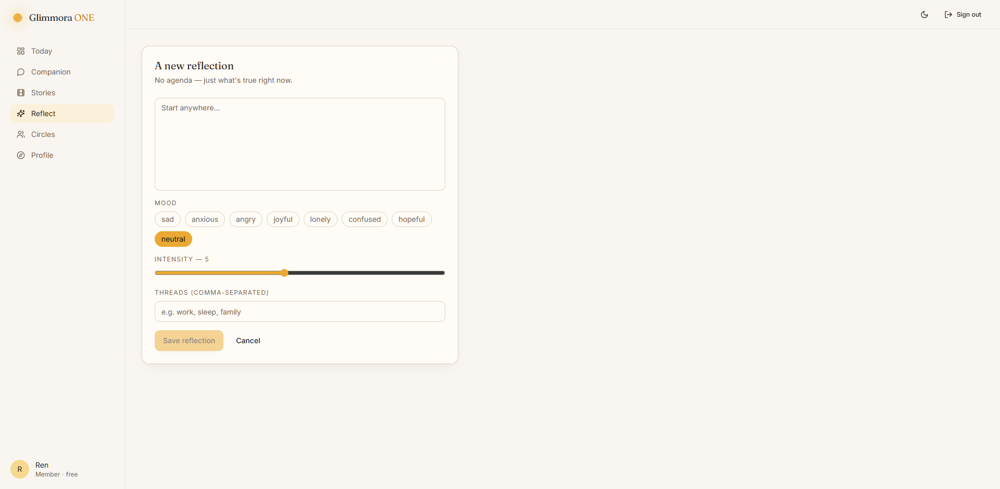 Glimmora ONE
Sign out
Today
Companion
Stories
Reflect
Circles
Profile
A new reflection
No agenda — just what's true right now.
Start anywhere...
MOOD
sad anxious angry joyful lonely confused hopeful
neutral
INTENSITY — 5
THREADS (COMMA-SEPARATED)
e.g. work, sleep, family
Save reflection Cancel
R
Ren
Member · free